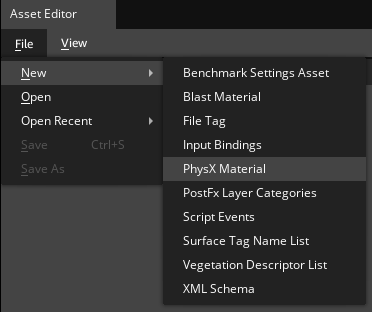 Asset Editor
File View
New
Open
Open Recent
Save Ctrl+S
Save As
Benchmark Settings Asset
Blast Material
File Tag
Input Bindings
PhysX Material
PostFx Layer Categories
Script Events
Surface Tag Name List
Vegetation Descriptor List
XML Schema